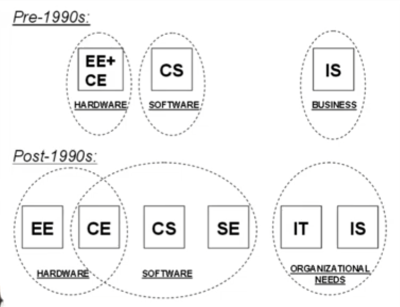 Pre-1990s:
EE+
CE
CS
IS
HARDWARE
SOFTWARE
BUSINESS
Post-1990s:
EE
CE
CS
SE
IT
IS
HARDWARE
SOFTWARE
ORGANIZATIONAL
NEEDS